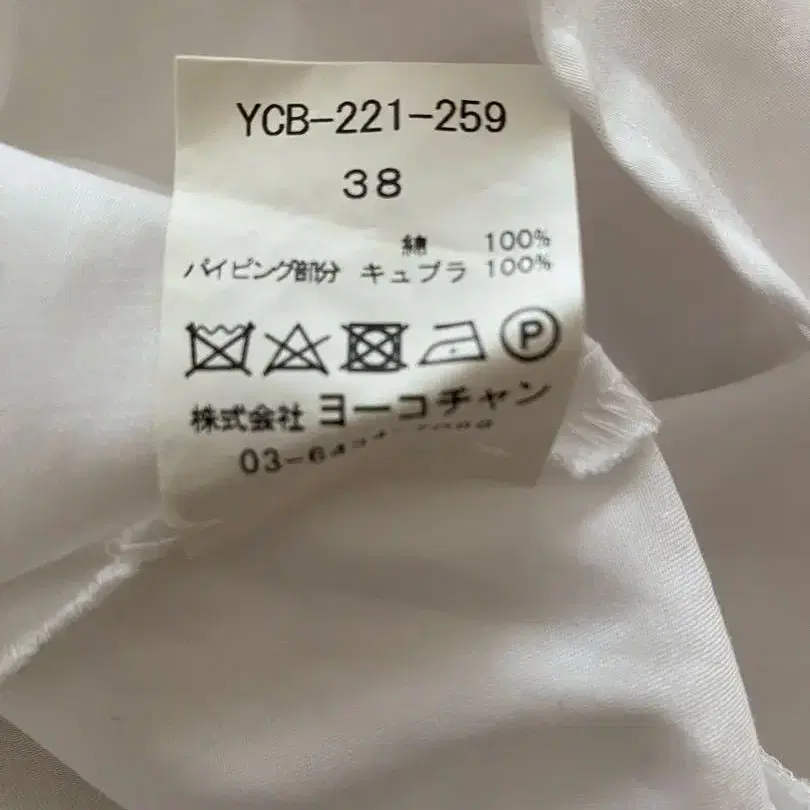 YCB-221-259
38
綿 100%
パイピング部分 キュプラ 100%
P
株式会社 ヨーコチャン
03-